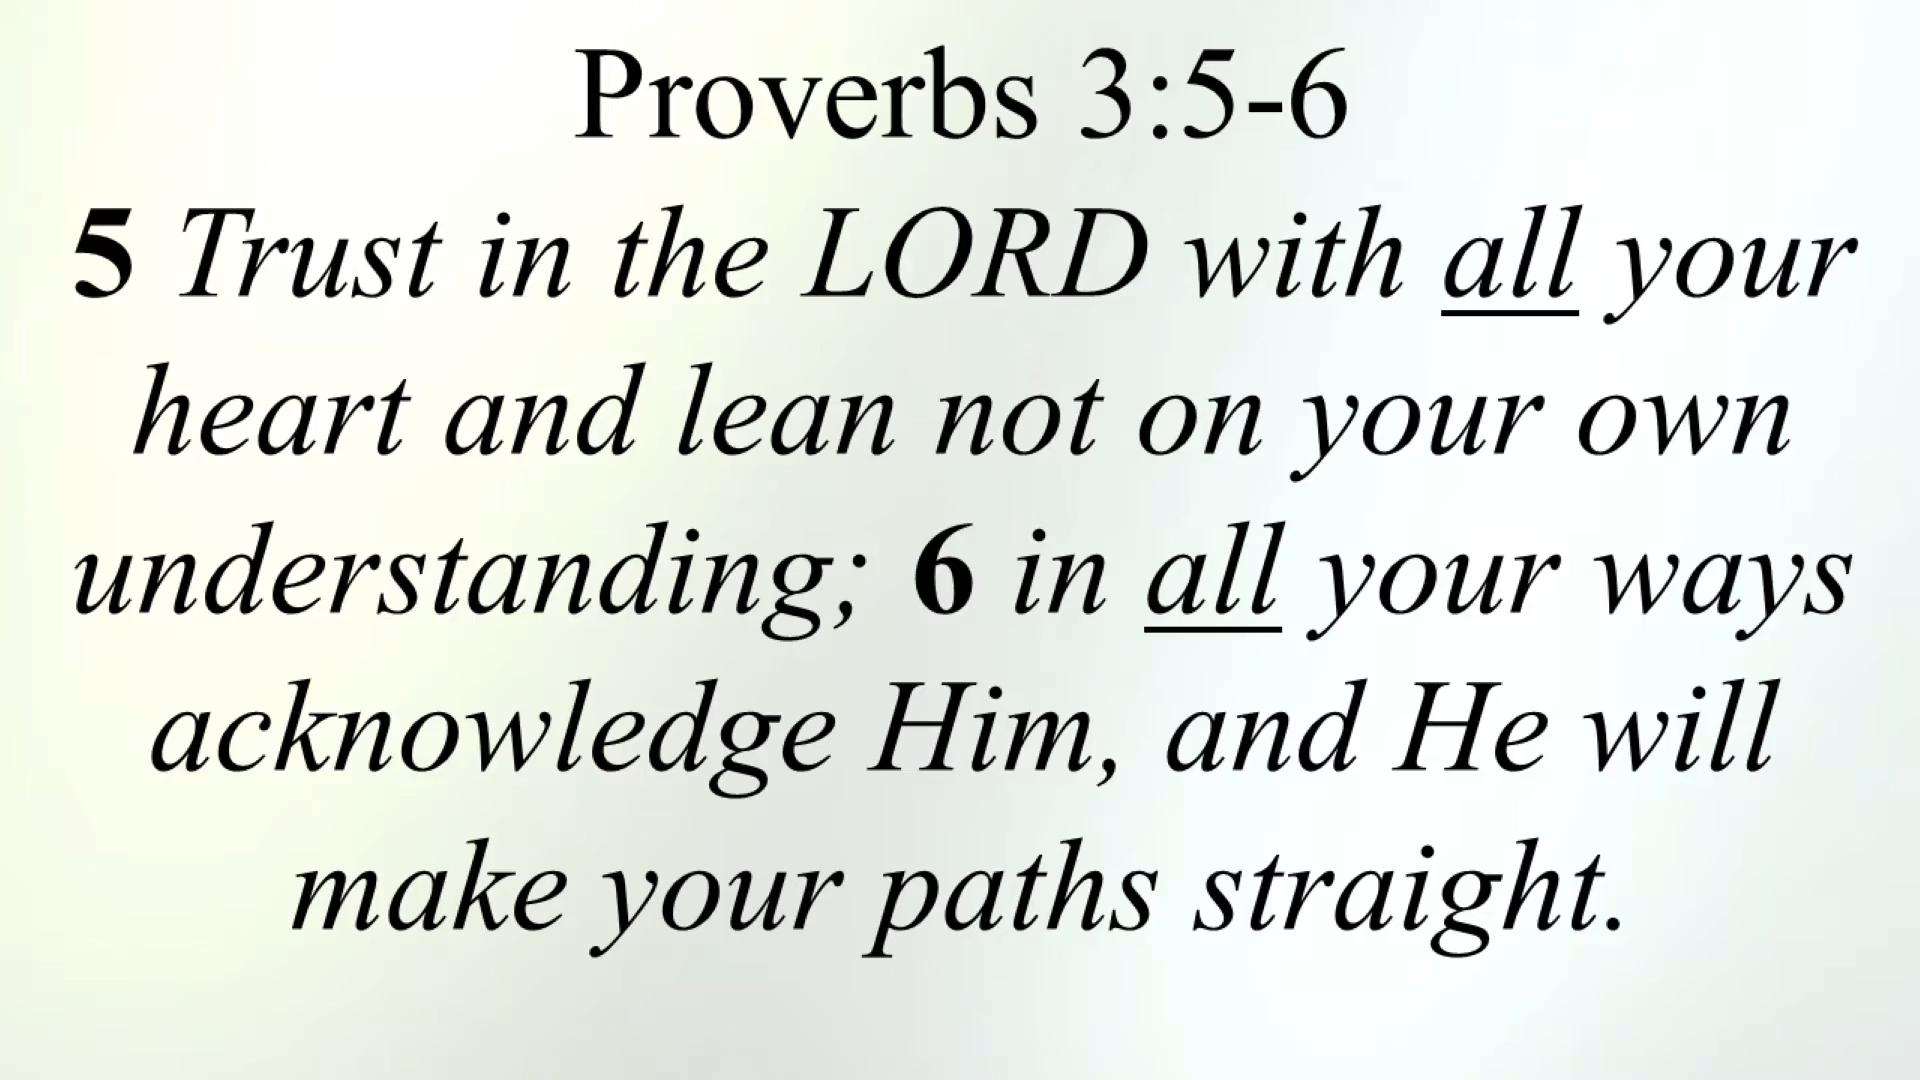 Proverbs 3:5-6
5 Trust in the LORD with all your
heart and lean not on your own
understanding; 6 in all your ways
acknowledge Him, and He will
make your paths straight.